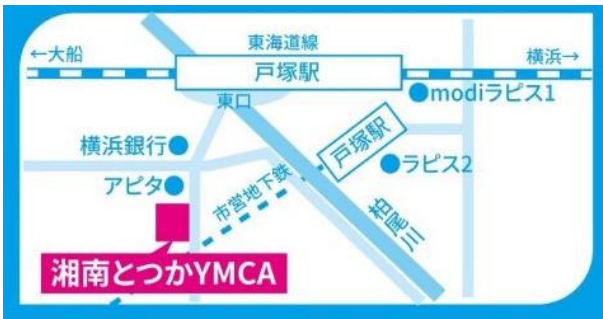 東海道線
←大船
戸塚駅
横浜→
東口
modiラピス1
横浜銀行
戸塚駅
ラピス2
アピタ
市営地下鉄
柏尾川
湘南とつかYMCA